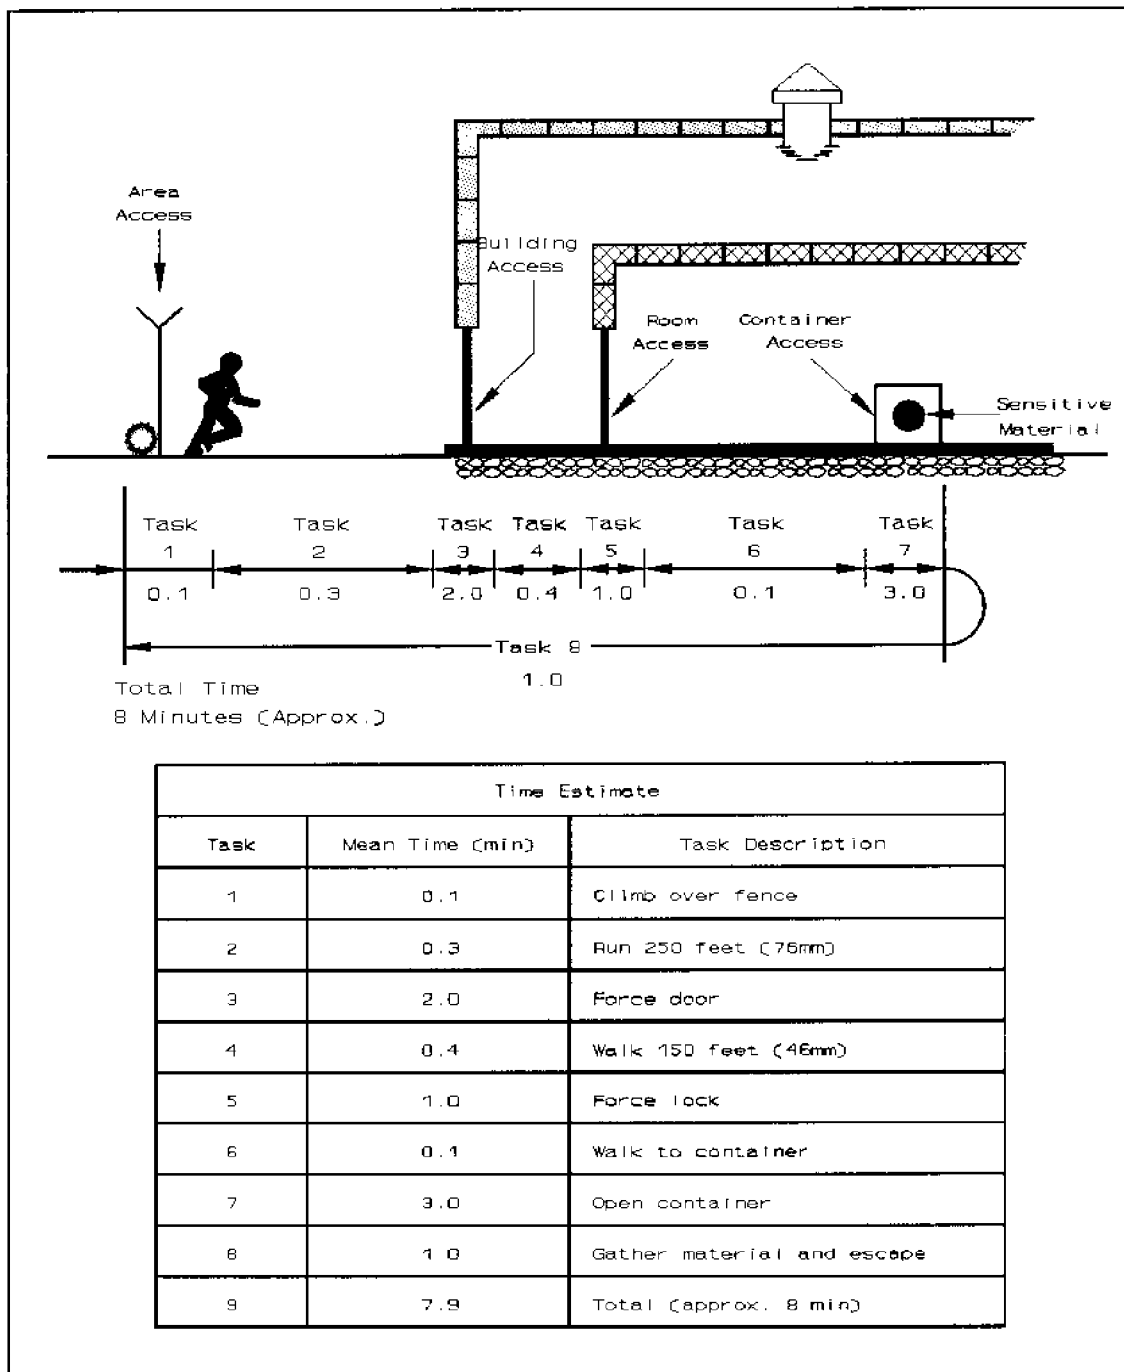 Area
Access
Building
Access
Room
Access
Container
Access
Sensitive
Material
Task Task Task Task Task Task Task
1 2 3 4 5 6 7
0.1 0.3 2.0 0.4 1.0 0.1 3.0
Task 8
1.0
Total Time
8 Minutes (Approx.)
Time Estimate
Task Mean Time (min) Task Description
1 0.1 Climb over fence
2 0.3 Run 250 feet (76mm)
3 2.0 Force door
4 0.4 Walk 150 feet (46mm)
5 1.0 Force lock
6 0.1 Walk to container
7 3.0 Open container
8 1.0 Gather material and escape
9 7.9 Total (approx. 8 min)